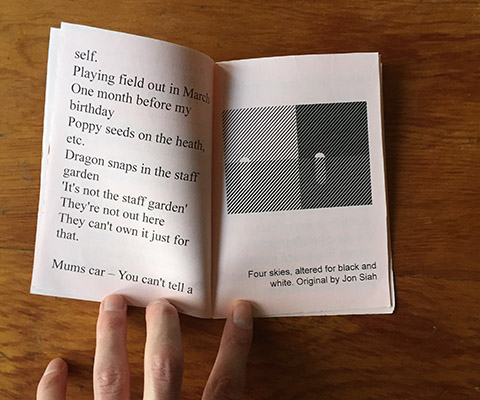 self.
Playing field out in March
One month before my
birthday
Poppy seeds on the heath,
etc.
Dragon snaps in the staff
garden
'It's not the staff garden'
They're not out here
They can't own it just for
that.
Mums car – You can't tell a
Four skies, altered for black and
white. Original by Jon Siah